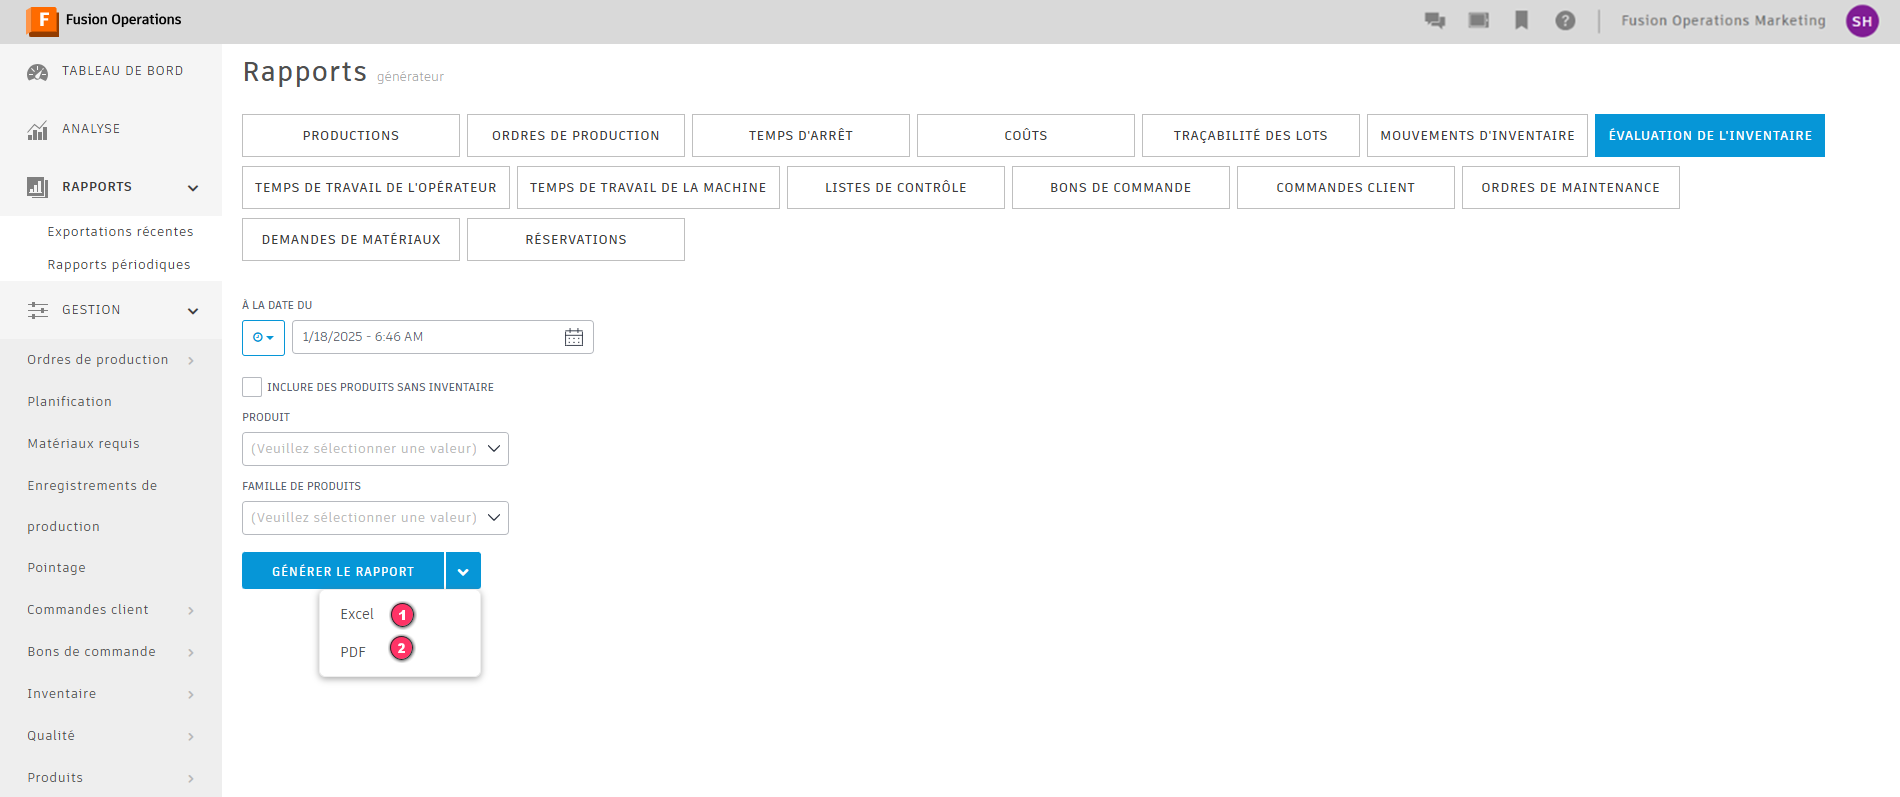 F Fusion Operations
? Fusion Operations Marketing SH
TABLEAU DE BORD
ANALYSE
RAPPORTS
Exportations récentes
Rapports périodiques
GESTION
Ordres de production
Planification
Matériaux requis
Enregistrements de
production
Pointage
Commandes client
Bons de commande
Inventaire
Qualité
Produits
Rapports générateur
PRODUCTIONS ORDRES DE PRODUCTION TEMPS D'ARRÊT COÛTS TRAÇABILITÉ DES LOTS MOUVEMENTS D'INVENTAIRE ÉVALUATION DE L'INVENTAIRE
TEMPS DE TRAVAIL DE L'OPÉRATEUR TEMPS DE TRAVAIL DE LA MACHINE LISTES DE CONTRÔLE BONS DE COMMANDE COMMANDES CLIENT ORDRES DE MAINTENANCE
DEMANDES DE MATÉRIAUX RÉSERVATIONS
À LA DATE DU
1/18/2025 - 6:46 AM
INCLURE DES PRODUITS SANS INVENTAIRE
PRODUIT
(Veuillez sélectionner une valeur)
FAMILLE DE PRODUITS
(Veuillez sélectionner une valeur)
GÉNÉRER LE RAPPORT
Excel 1
PDF 2